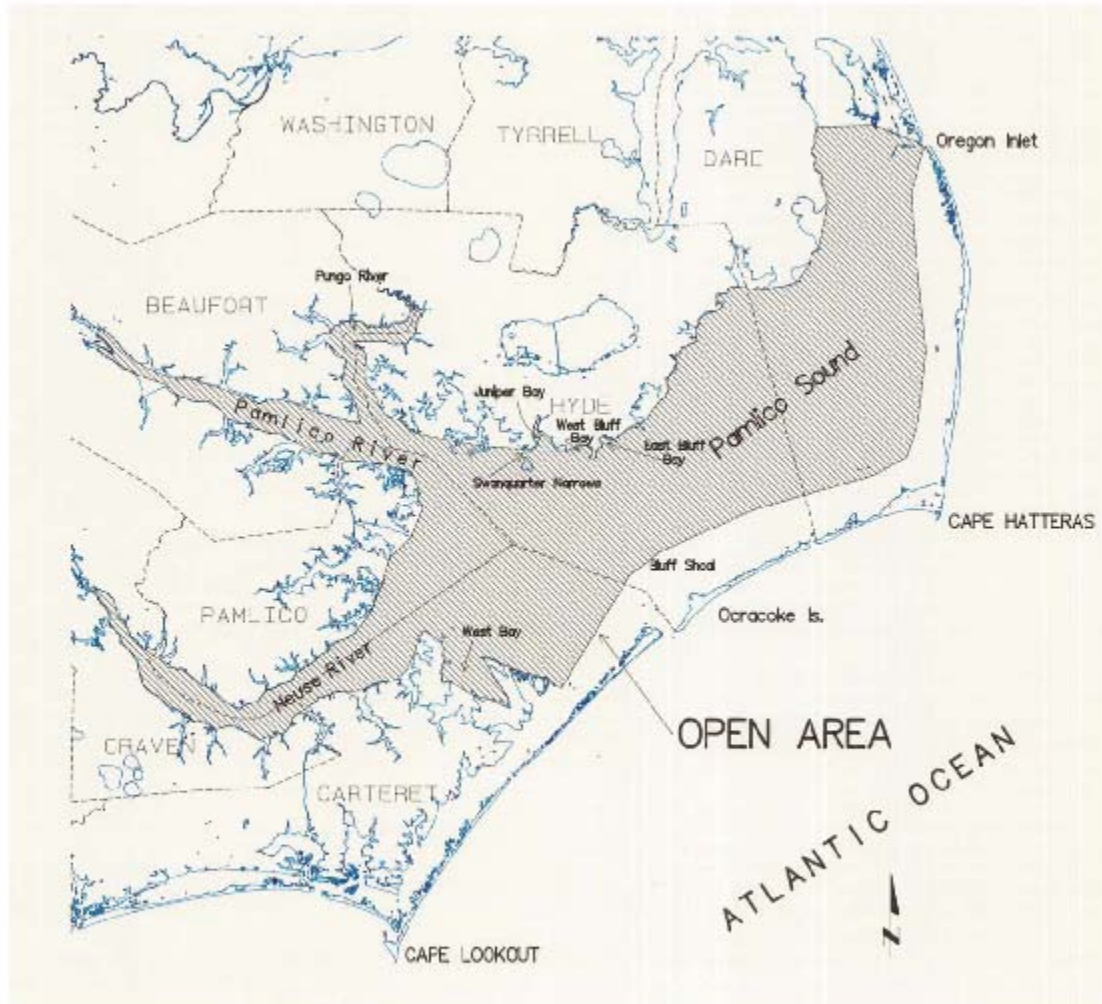 WASHINGTON
TYRRELL
DARE
Oregon Inlet
Pungo River
BEAUFORT
Pamlico Sound
Juniper Bay
HYDE
Pamlico River
West Bluff
Bay
East Bluff
Bay
Swanquarter Narrows
CAPE HATTERAS
Bluff Shoal
PAMLICO
Ocracoke Is.
West Bay
Neuse River
OPEN AREA
CRAVEN
CARTERET
ATLANTIC OCEAN
N
CAPE LOOKOUT